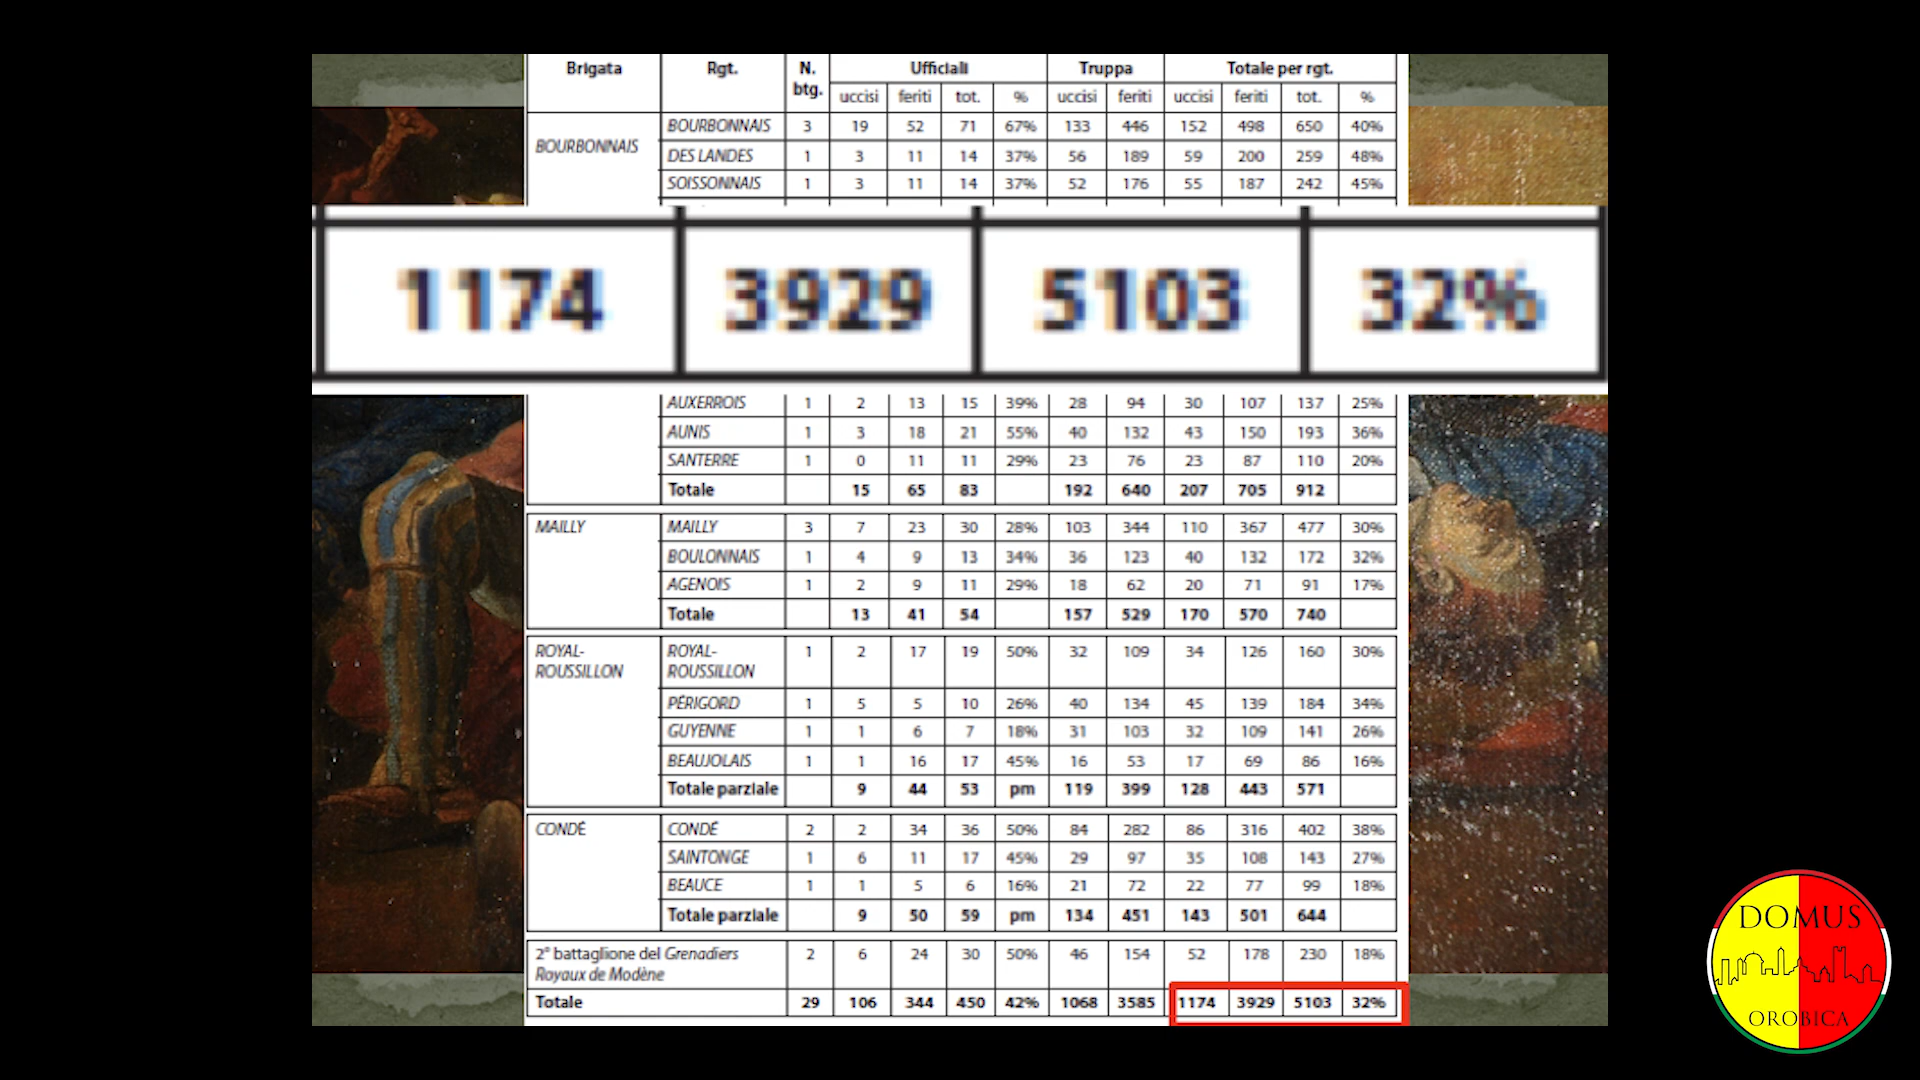 Brigata Rgt. N. btg. Ufficiali Truppa Totale per rgt.
uccisi feriti tot. % uccisi feriti uccisi feriti tot. %
BOURBONNAIS BOURBONNAIS 3 19 52 71 67% 133 446 152 498 650 40%
DES LANDES 1 3 11 14 37% 56 189 59 200 259 48%
SOISSONNAIS 1 3 11 14 37% 52 176 55 187 242 45%
1174 3929 5103 32%
AUXERROIS 1 2 13 15 39% 28 94 30 107 137 25%
AUNIS 1 3 18 21 55% 40 132 43 150 193 36%
SANTERRE 1 0 11 11 29% 23 76 23 87 110 20%
Totale 15 65 83 192 640 207 705 912
MAILLY MAILLY 3 7 23 30 28% 103 344 110 367 477 30%
BOULONNAIS 1 4 9 13 34% 36 123 40 132 172 32%
AGENOIS 1 2 9 11 29% 18 62 20 71 91 17%
Totale 13 41 54 157 529 170 570 740
ROYAL- ROYAL- 1 2 17 19 50% 32 109 34 126 160 30%
ROUSSILLON ROUSSILLON
PÉRIGORD 1 5 5 10 26% 40 134 45 139 184 34%
GUYENNE 1 1 6 7 18% 31 103 32 109 141 26%
BEAUJOLAIS 1 1 16 17 45% 16 53 17 69 86 16%
Totale parziale 9 44 53 pm 119 399 128 443 571
CONDÉ CONDÉ 2 2 34 36 50% 84 282 86 316 402 38%
SAINTONGE 1 6 11 17 45% 29 97 35 108 143 27%
BEAUCE 1 1 5 6 16% 21 72 22 77 99 18%
Totale parziale 9 50 59 pm 134 451 143 501 644
2° battaglione del Grenadiers 2 6 24 30 50% 46 154 52 178 230 18%
Royaux de Modène
Totale 29 106 344 450 42% 1068 3585 1174 3929 5103 32%
DOMUS
OROBICA